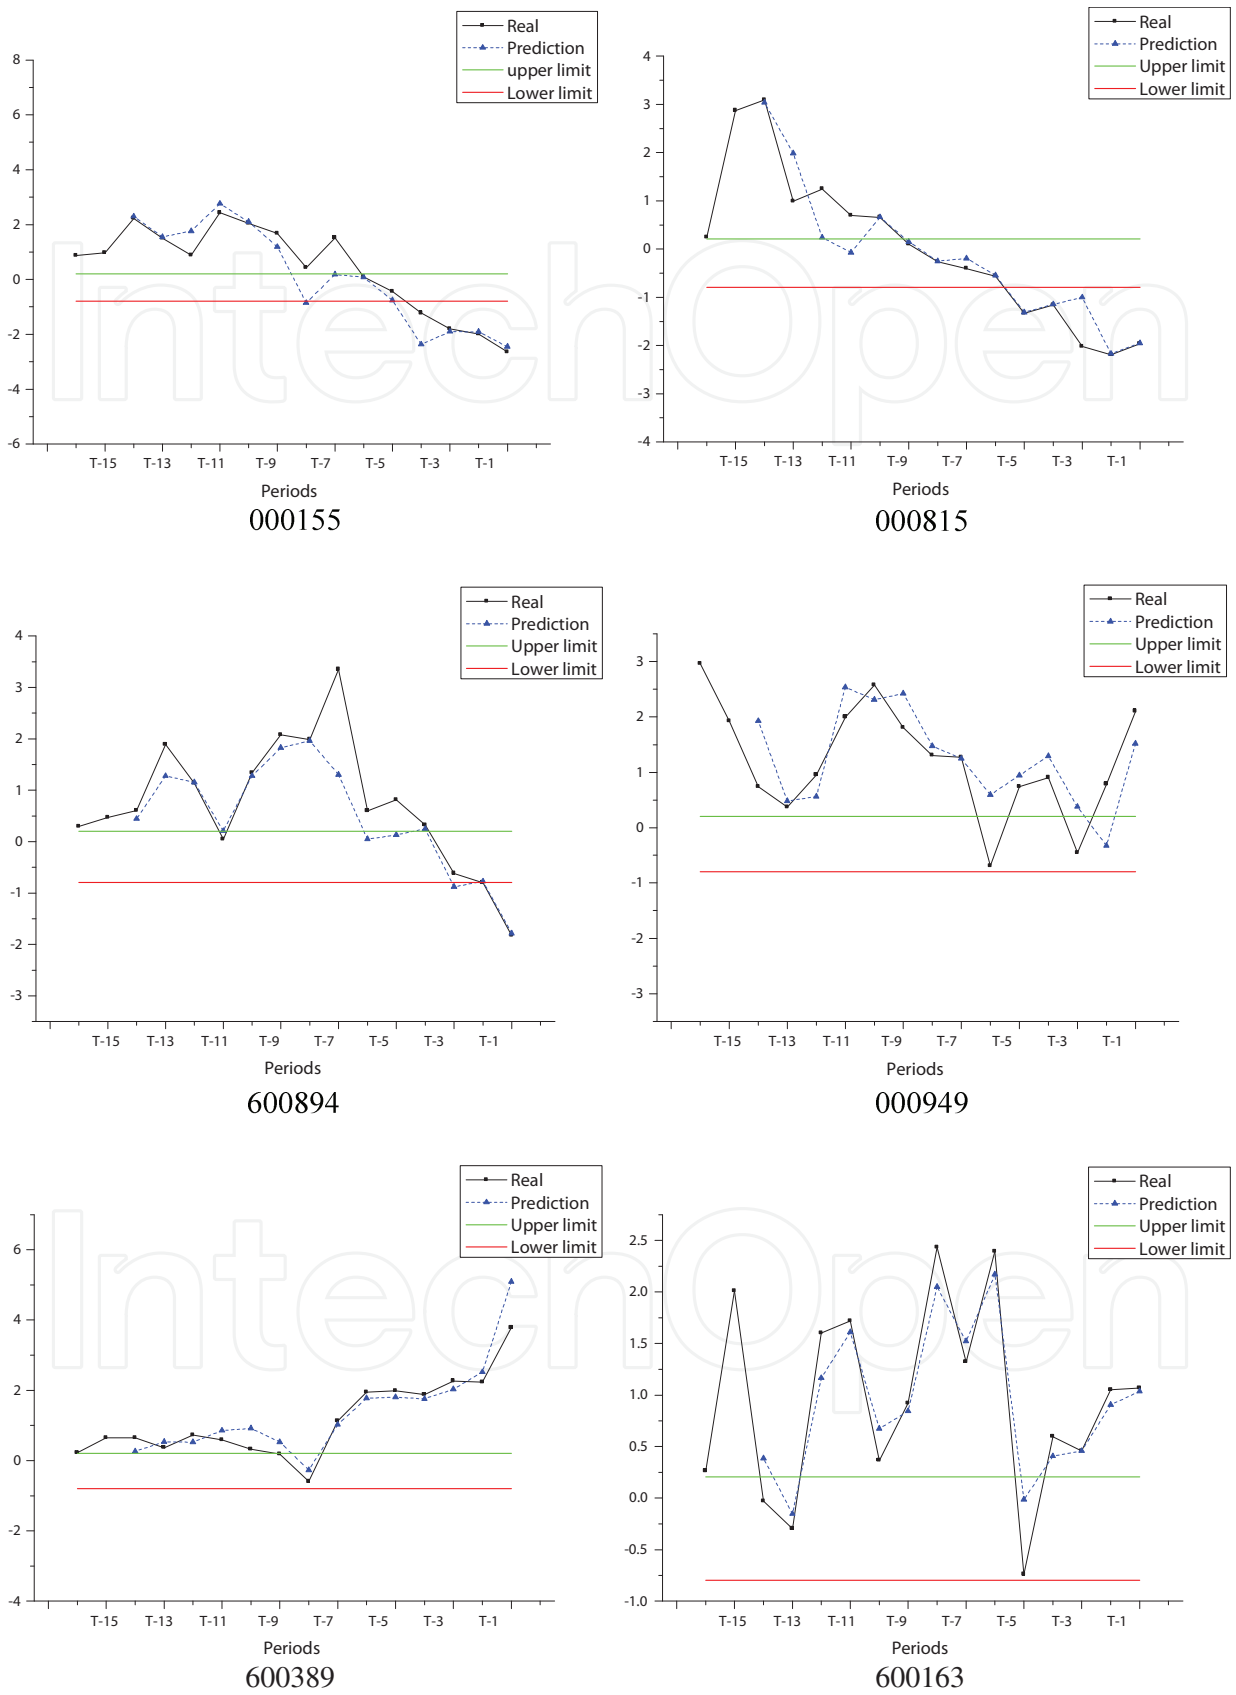 Real
Prediction
upper limit
Lower limit
8
6
4
2
0
-2
-4
-6
T-15 T-13 T-11 T-9 T-7 T-5 T-3 T-1
Periods
000155
Real
Prediction
Upper limit
Lower limit
4
3
2
1
0
-1
-2
-3
-4
T-15 T-13 T-11 T-9 T-7 T-5 T-3 T-1
Periods
000815
Real
Prediction
Upper limit
Lower limit
4
3
2
1
0
-1
-2
-3
T-15 T-13 T-11 T-9 T-7 T-5 T-3 T-1
Periods
600894
Real
Prediction
Upper limit
Lower limit
3
2
1
0
-1
-2
-3
T-15 T-13 T-11 T-9 T-7 T-5 T-3 T-1
Periods
000949
Real
Prediction
Upper limit
Lower limit
6
4
2
0
-2
-4
T-15 T-13 T-11 T-9 T-7 T-5 T-3 T-1
Periods
600389
Real
Prediction
Upper limit
Lower limit
2.5
2.0
1.5
1.0
0.5
0.0
-0.5
-1.0
T-15 T-13 T-11 T-9 T-7 T-5 T-3 T-1
Periods
600163
IntechOpen
IntechOpen